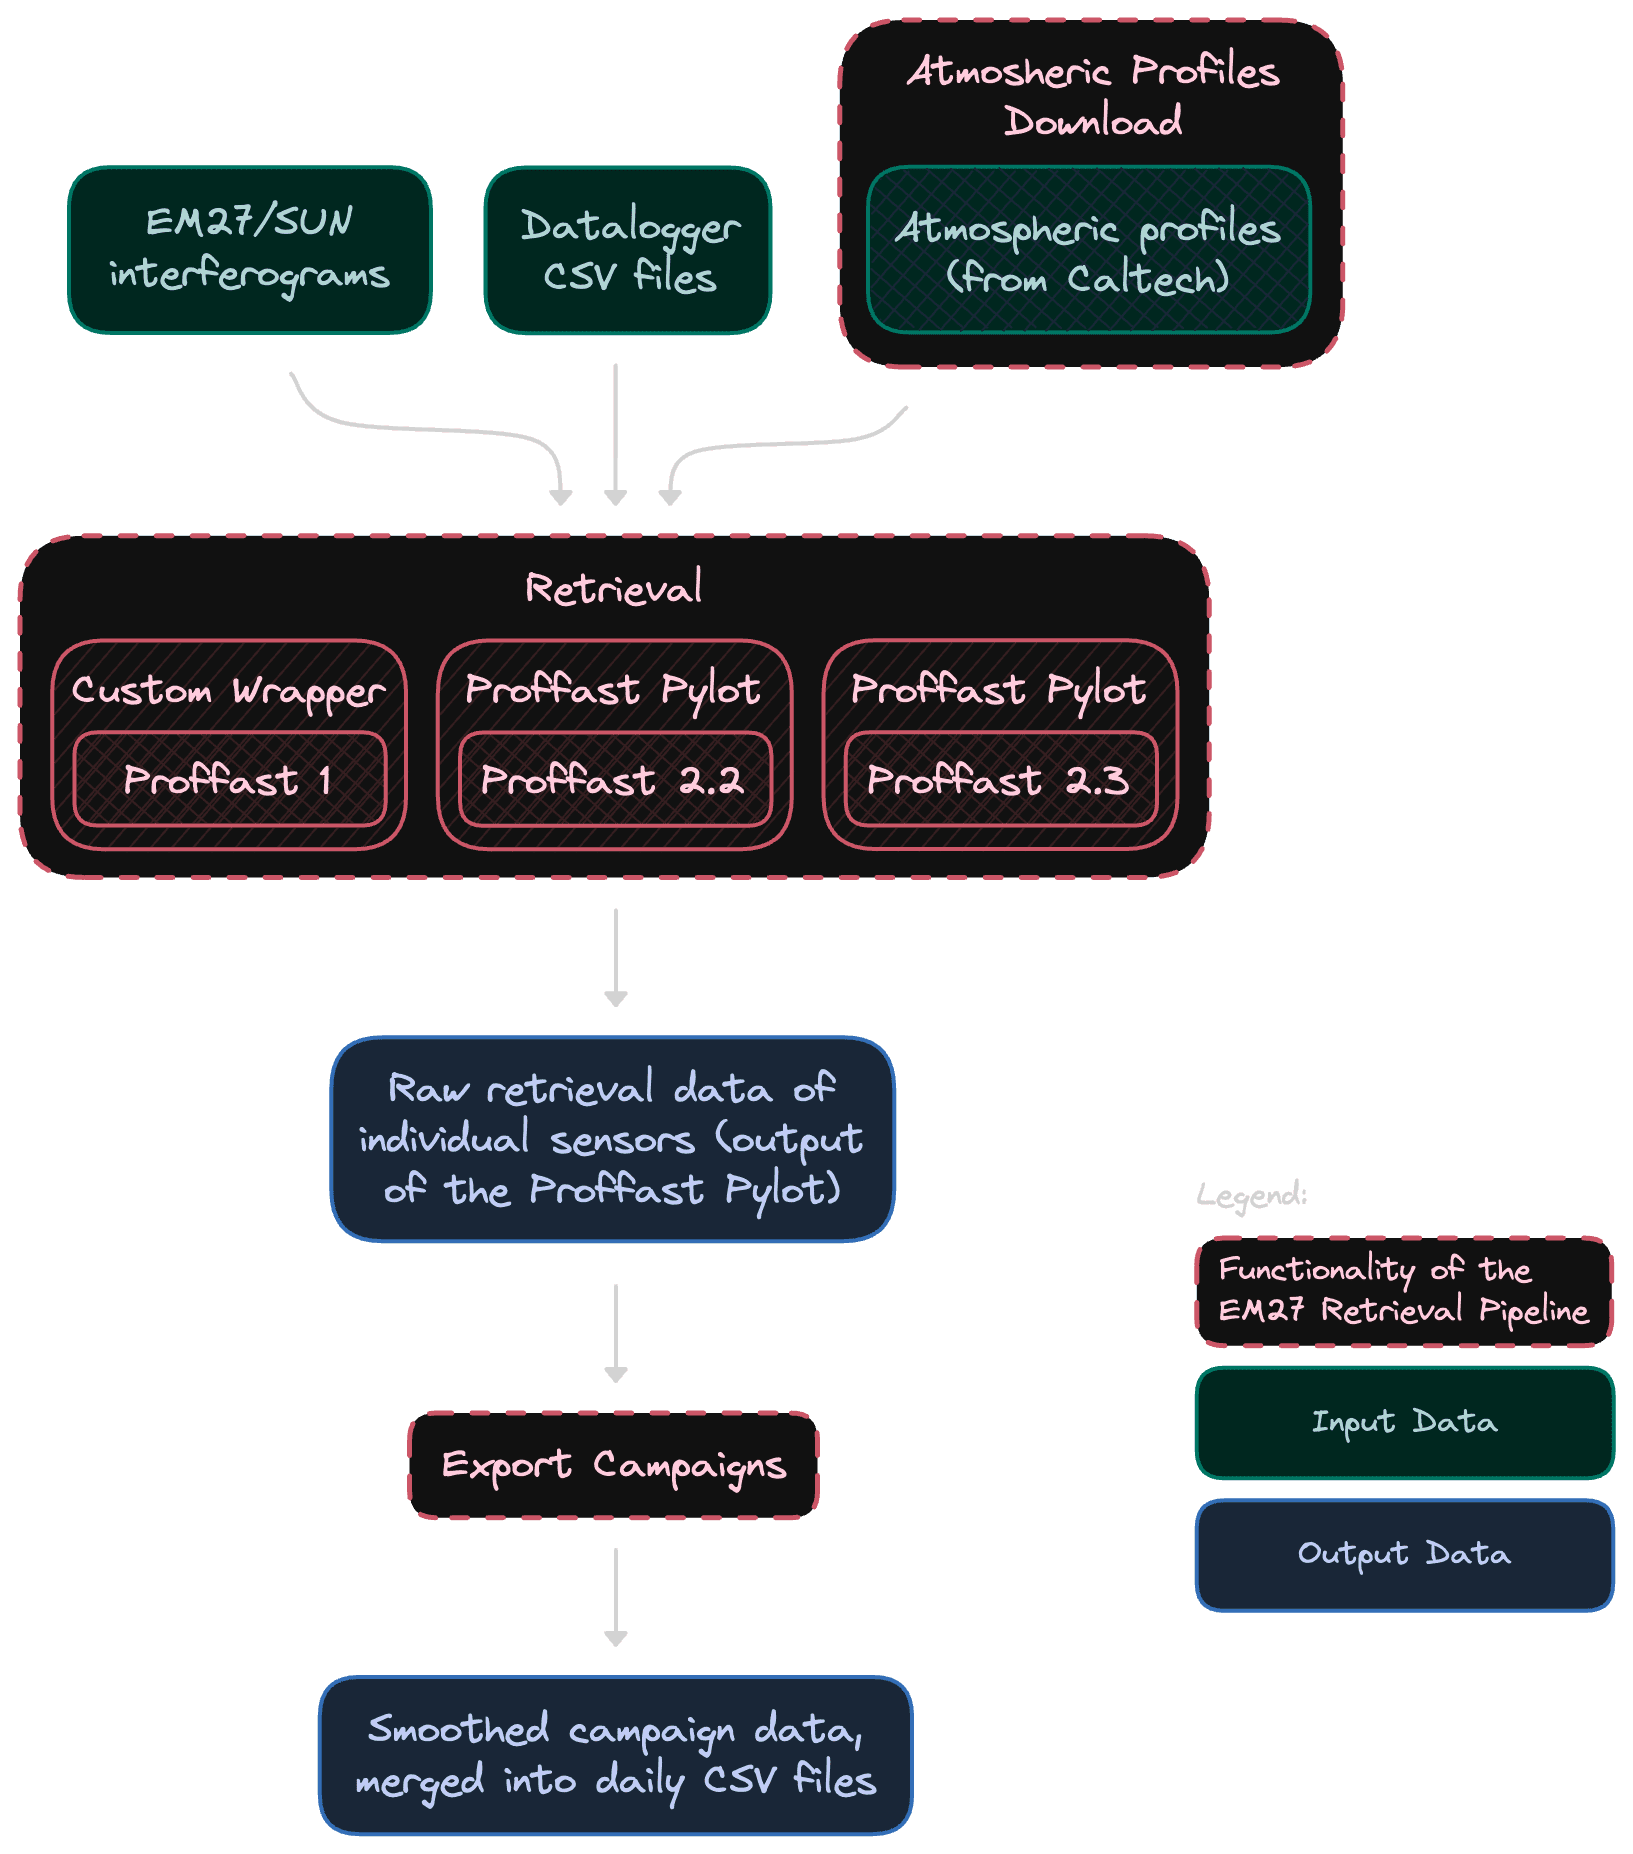 Atmosheric Profiles
Download
EM27/SUN
interferograms
Datalogger
CSV files
Atmospheric profiles
(from Caltech)
Retrieval
Custom Wrapper
Proffast 1
Proffast Pylot
Proffast 2.2
Proffast Pylot
Proffast 2.3
Raw retrieval data of
individual sensors (output
of the Proffast Pylot)
Export Campaigns
Smoothed campaign data,
merged into daily CSV files
Legend:
Functionality of the
EM27 Retrieval Pipeline
Input Data
Output Data